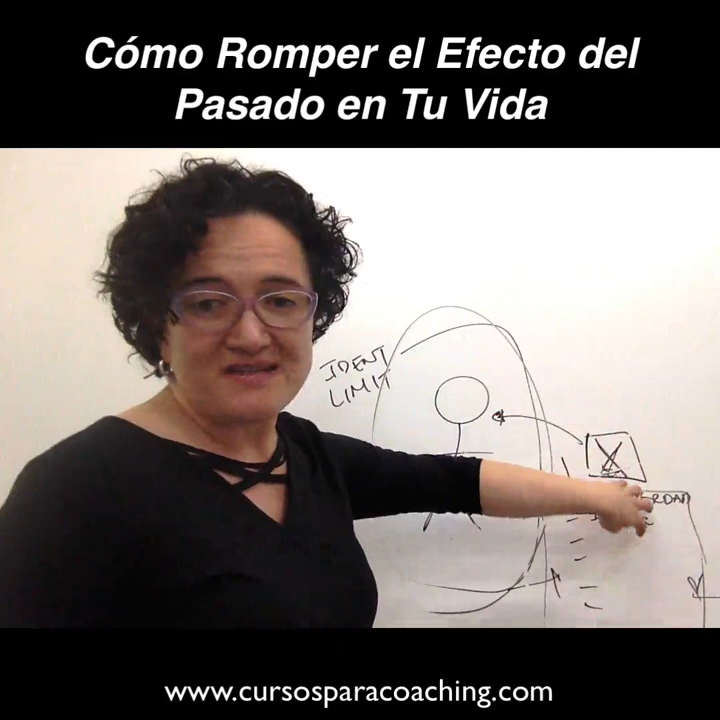 Cómo Romper el Efecto del
Pasado en Tu Vida
IDENT
LIMIT
www.cursosparacoaching.com